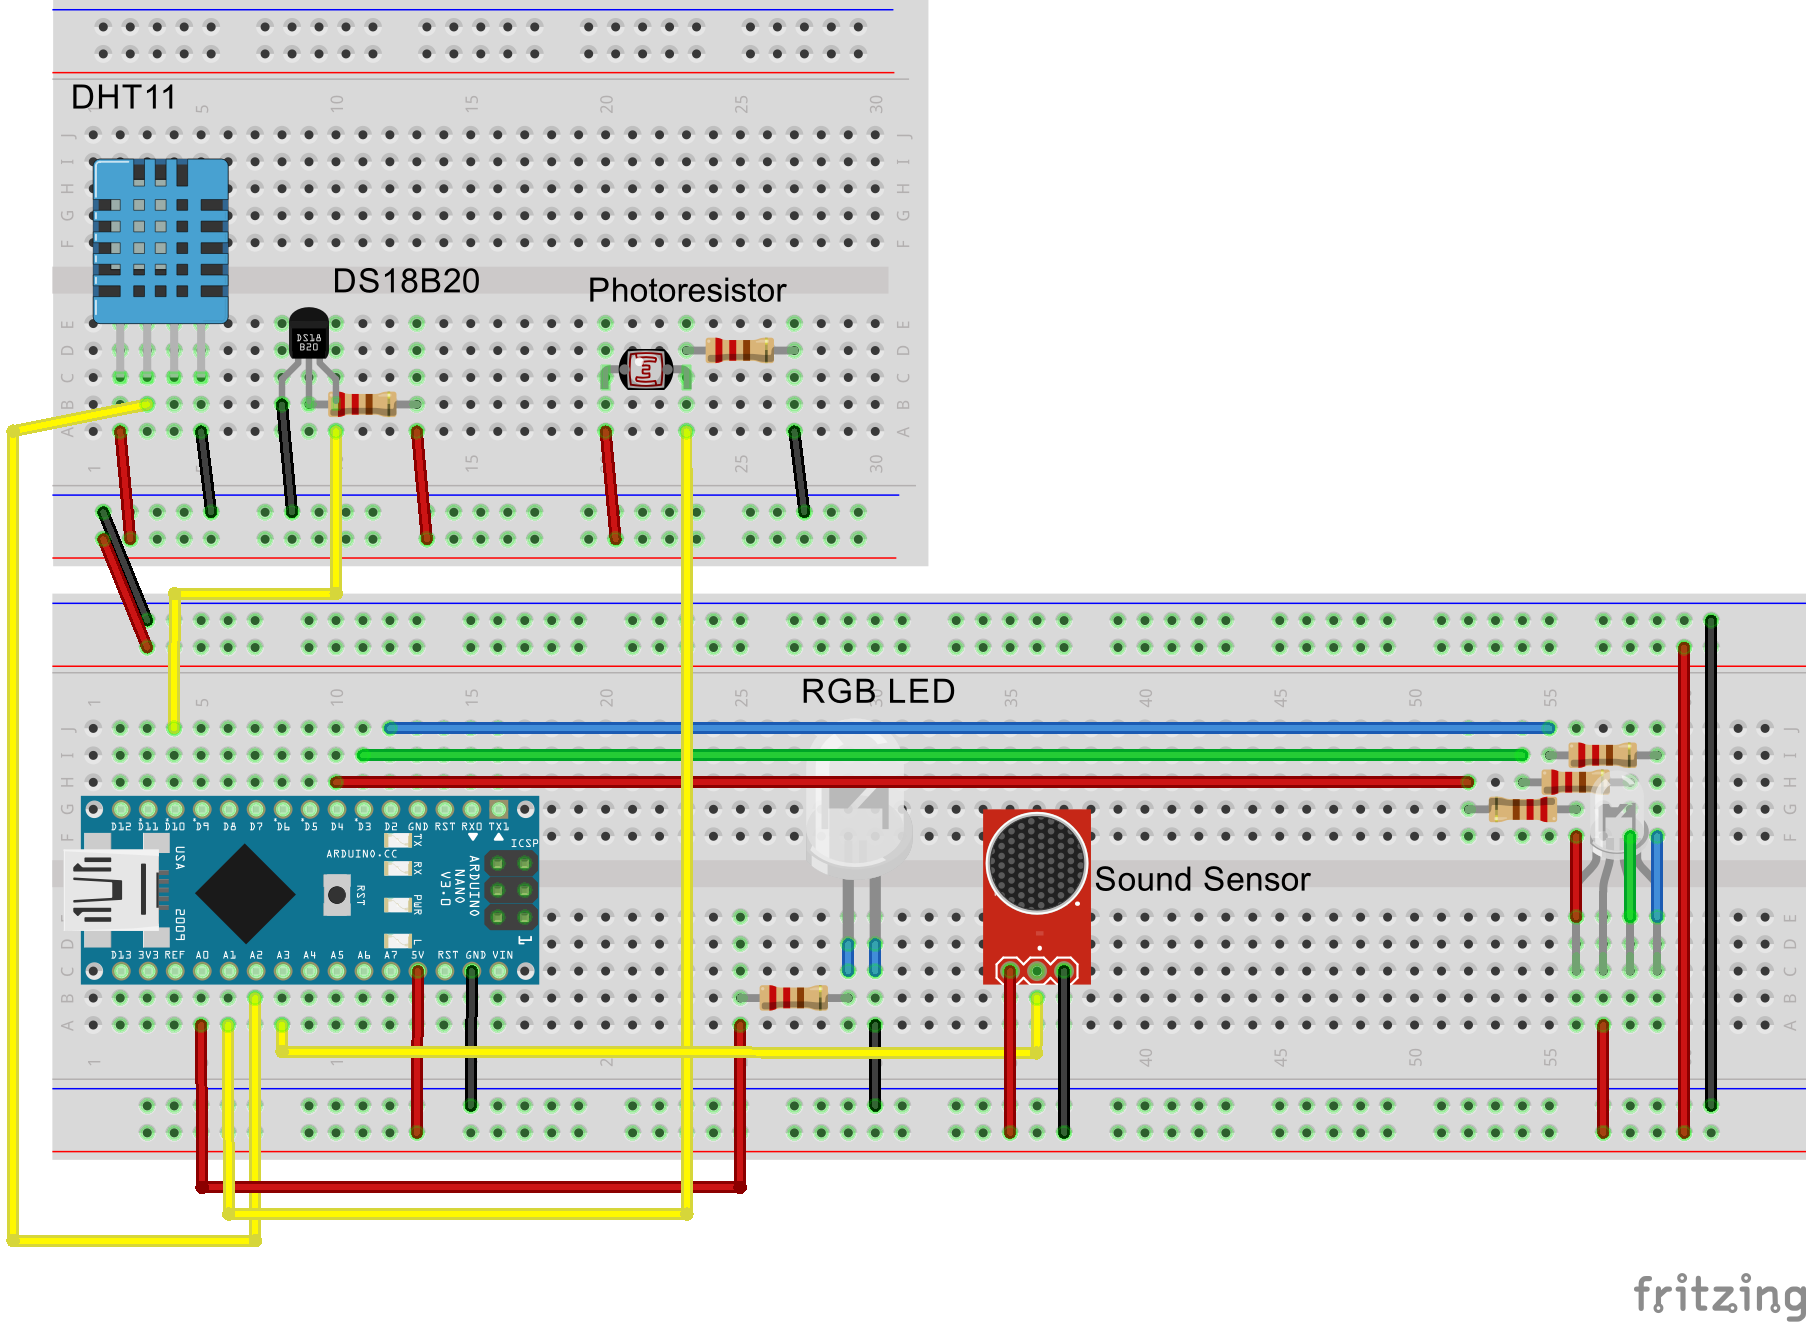 DHT11
1 5 10 15 20 25 30
J J
I I
H H
G G
F F
DS18B20
Photoresistor
E E
DS18
B20
D D
C C
B B
A A
1 15 25 30
RGB LED
1 5 10 15 20 25 35 40 45 50 55
J J
I I
H H
G G
D12 D11 D10 D9 D8 D7 D6 D5 D4 D3 D2 GND RST RX0 TX1
F F
USA
ARDUINO.CC
TX
RX
PWR
L
RST
ARDUINO
NANO
V3.0
ICSP
1
2009
Sound Sensor
E E
D D
D13 3V3 REF A0 A1 A2 A3 A4 A5 A6 A7 5V RST GND VIN
C C
B B
A A
1 40 45 50 55
fritzing